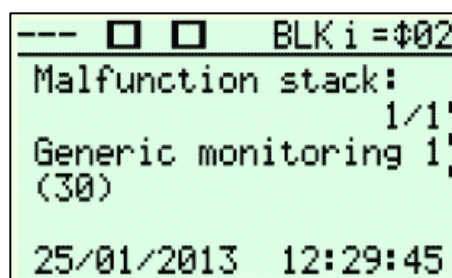 --- □ □ BLK i =$02
Malfunction stack:
1/1
Generic monitoring 1
(30)
25/01/2013 12:29:45